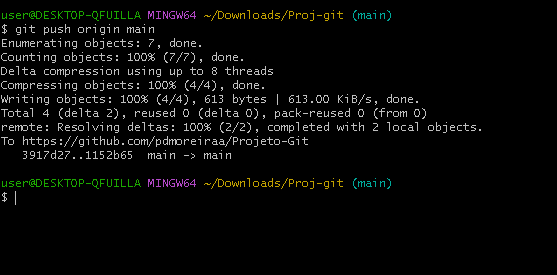 user@DESKTOP-QFUILLA MINGW64 ~/Downloads/Proj-git (main)
$ git push origin main
Enumerating objects: 7, done.
Counting objects: 100% (7/7), done.
Delta compression using up to 8 threads
Compressing objects: 100% (4/4), done.
Writing objects: 100% (4/4), 613 bytes | 613.00 KiB/s, done.
Total 4 (delta 2), reused 0 (delta 0), pack-reused 0 (from 0)
remote: Resolving deltas: 100% (2/2), completed with 2 local objects.
To https://github.com/pdmoreiraa/Projeto-Git
   3917d27..1152b65  main -> main
user@DESKTOP-QFUILLA MINGW64 ~/Downloads/Proj-git (main)
$